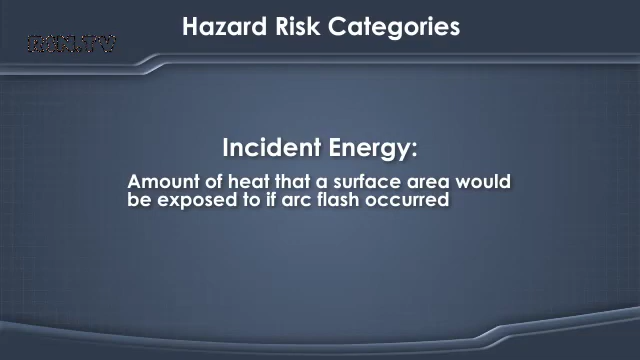 Hazard Risk Categories
Incident Energy:
Amount of heat that a surface area would
be exposed to if arc flash occurred